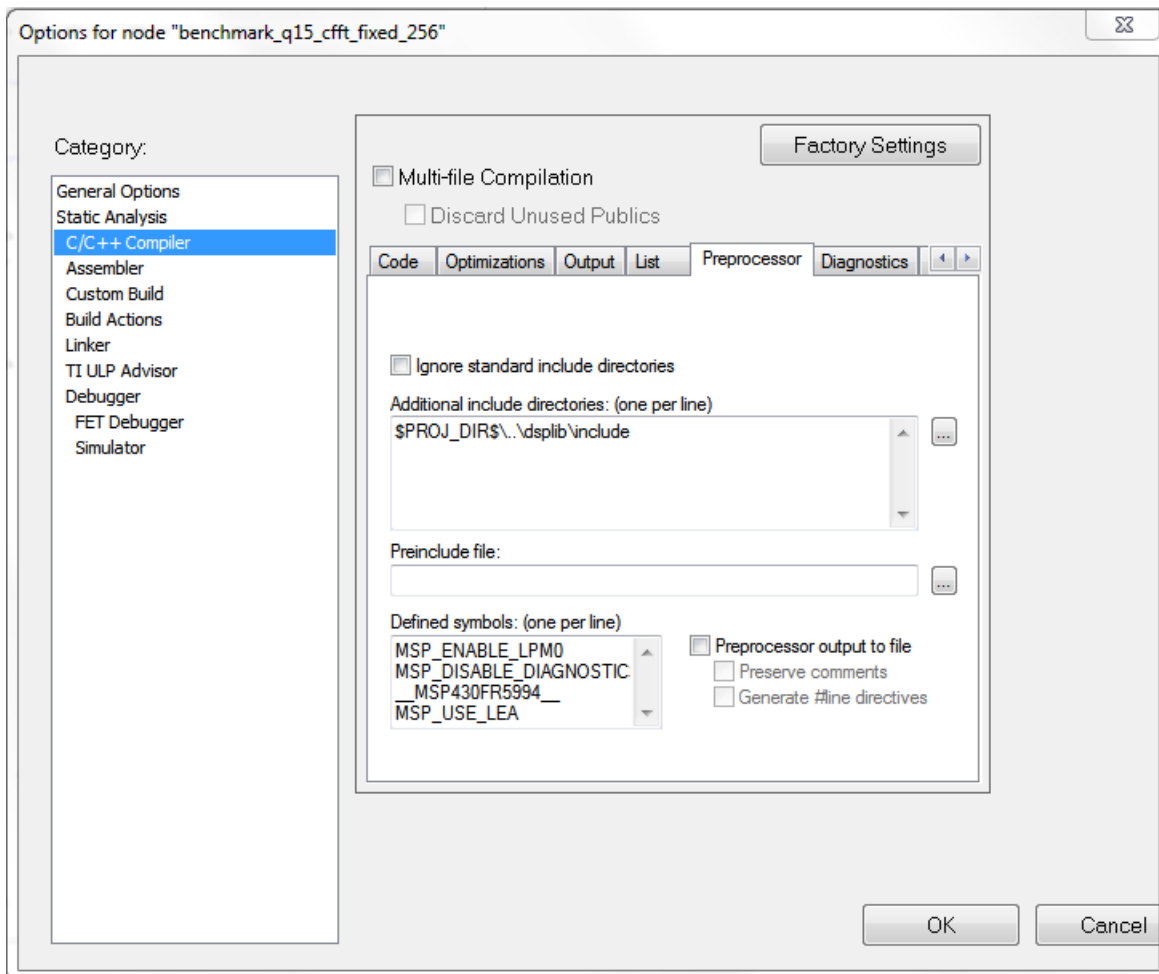 Options for node "benchmark_q15_cfft_fixed_256"
Category:
General Options
Static Analysis
C/C++ Compiler
Assembler
Custom Build
Build Actions
Linker
TI ULP Advisor
Debugger
FET Debugger
Simulator
Factory Settings
Multi-file Compilation
Discard Unused Publics
Code Optimizations Output List Preprocessor Diagnostics
Ignore standard include directories
Additional include directories: (one per line)
$PROJ_DIR$\..\dsplib\include
...
Preinclude file:
...
Defined symbols: (one per line)
MSP_ENABLE_LPM0
MSP_DISABLE_DIAGNOSTIC
__MSP430FR5994__
MSP_USE_LEA
Preprocessor output to file
Preserve comments
Generate #line directives
OK Cancel